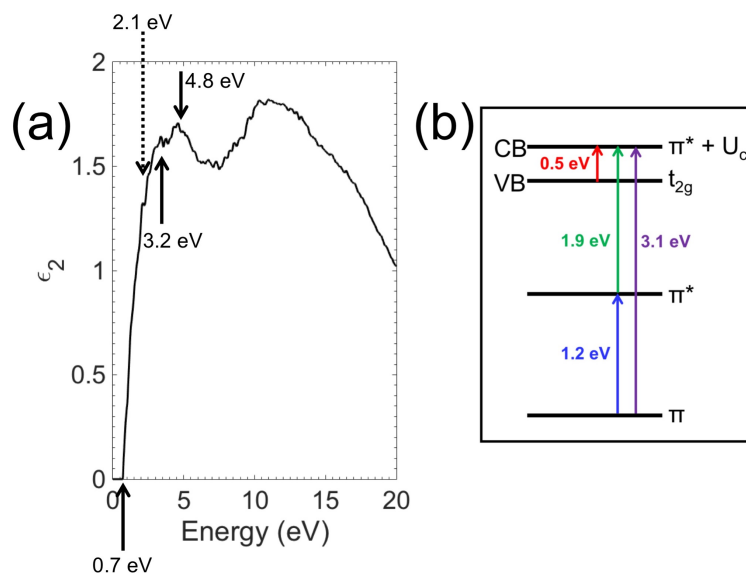 2.1 eV
(a)
4.8 eV
3.2 eV
0.7 eV
2
1.5
1
0.5
0
ϵ2
0 5 10 15 20
Energy (eV)
(b)
CB π* + U
0.5 eV
VB t2g
1.9 eV 3.1 eV
π*
1.2 eV
π